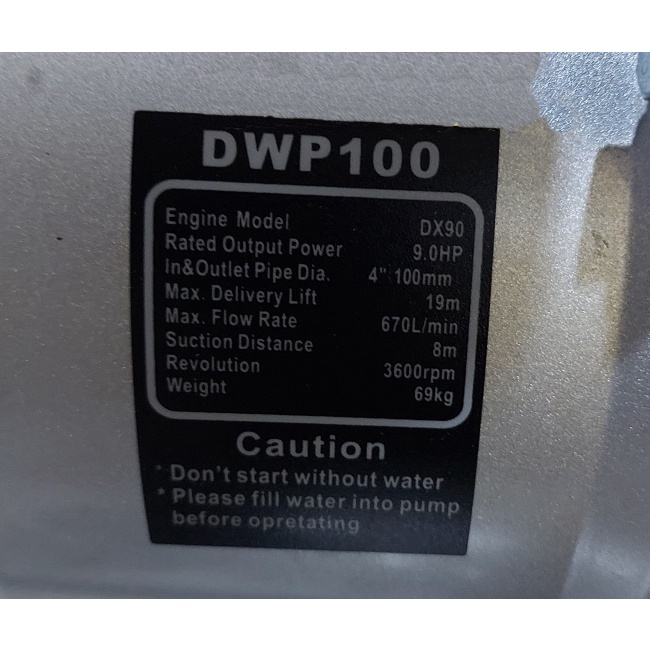 DWP100
Engine Model DX90
Rated Output Power 9.0HP
In&Outlet Pipe Dia. 4" 100mm
Max. Delivery Lift 19m
Max. Flow Rate 670L/min
Suction Distance 8m
Revolution 3600rpm
Weight 69kg
Caution
* Don't start without water
* Please fill water into pump
before opretating